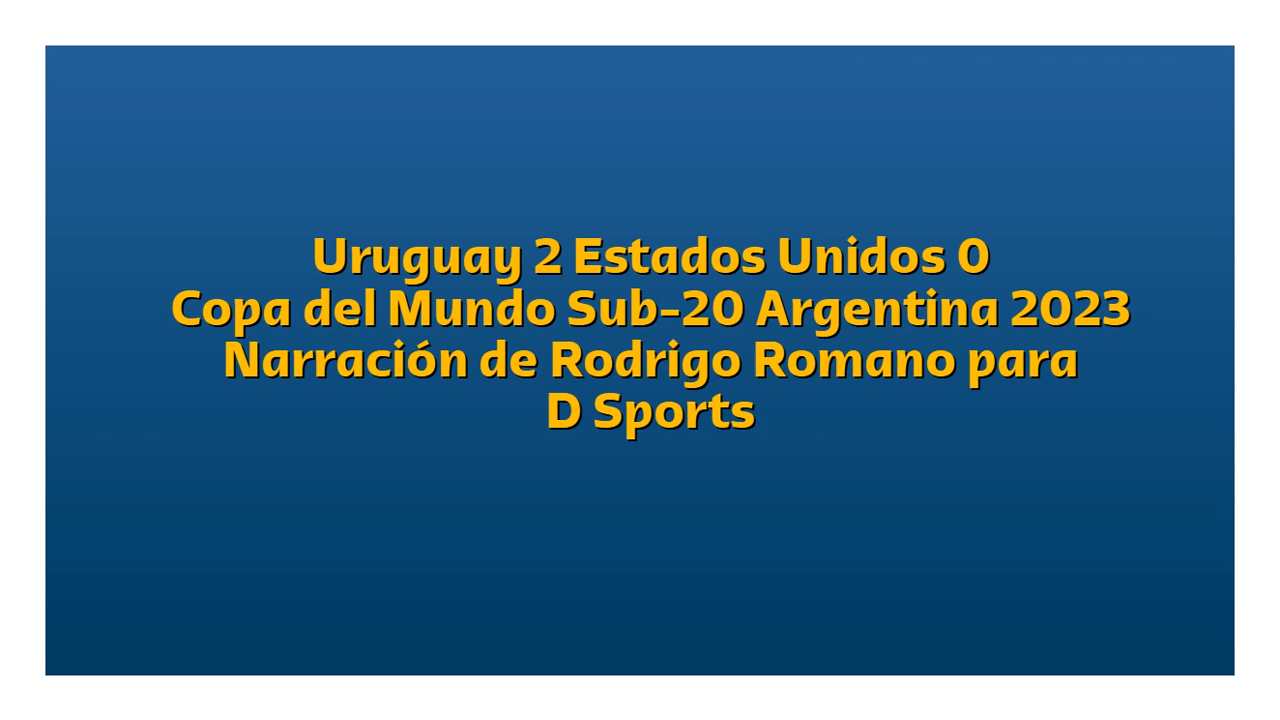 Uruguay 2 Estados Unidos 0
Copa del Mundo Sub-20 Argentina 2023
Narración de Rodrigo Romano para
D Sports